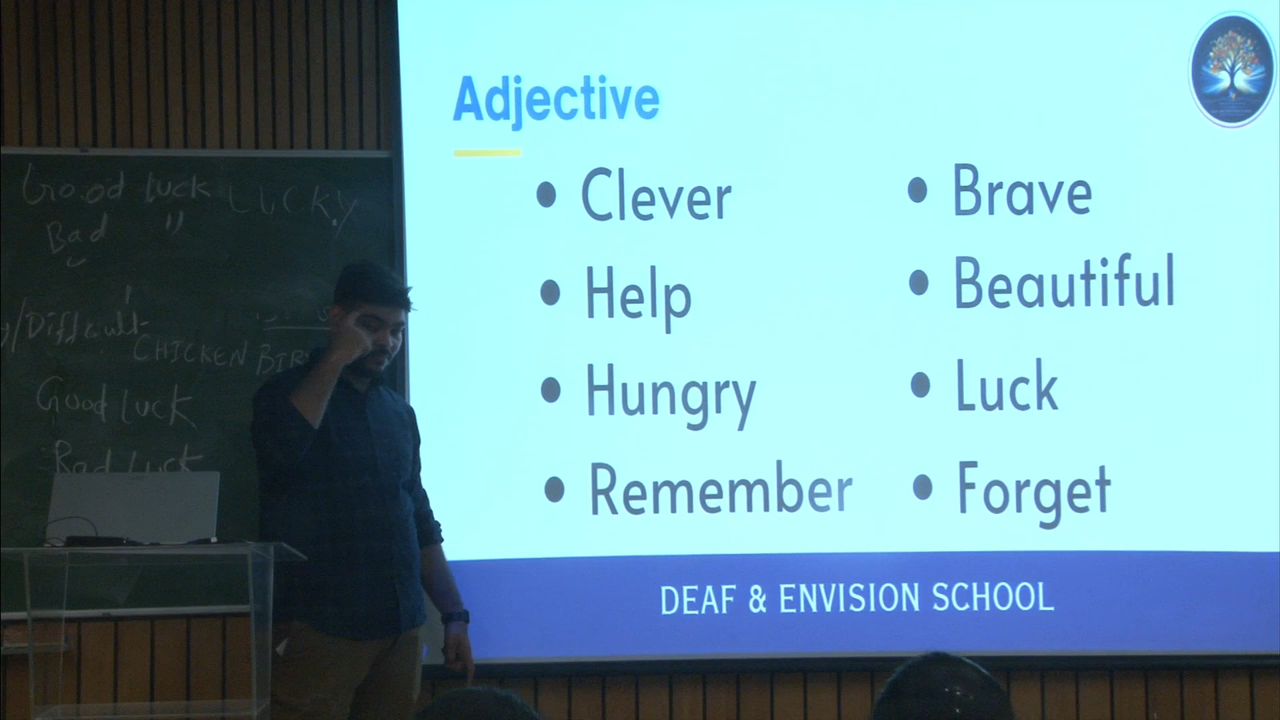 Good luck LUCKY
Bad "
/Difficult
CHICKEN BIR
Good luck
Bad luck
Adjective
• Clever
• Help
• Hungry
• Remember
• Brave
• Beautiful
• Luck
• Forget
DEAF & ENVISION SCHOOL